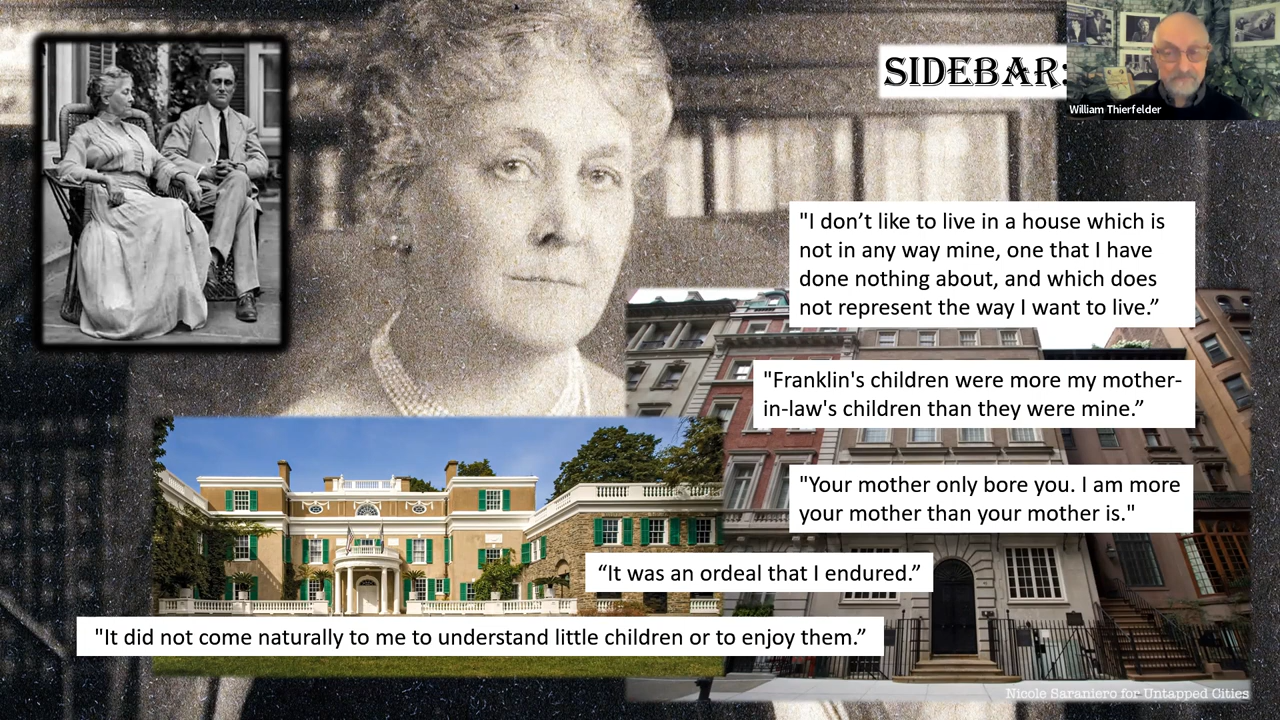 SIDEBAR:
William Thierfelder
"I don’t like to live in a house which is
not in any way mine, one that I have
done nothing about, and which does
not represent the way I want to live.”
"Franklin's children were more my mother-
in-law's children than they were mine.”
"Your mother only bore you. I am more
your mother than your mother is."
“It was an ordeal that I endured.”
"It did not come naturally to me to understand little children or to enjoy them.”
Nicole Saraniero for Untapped Cities